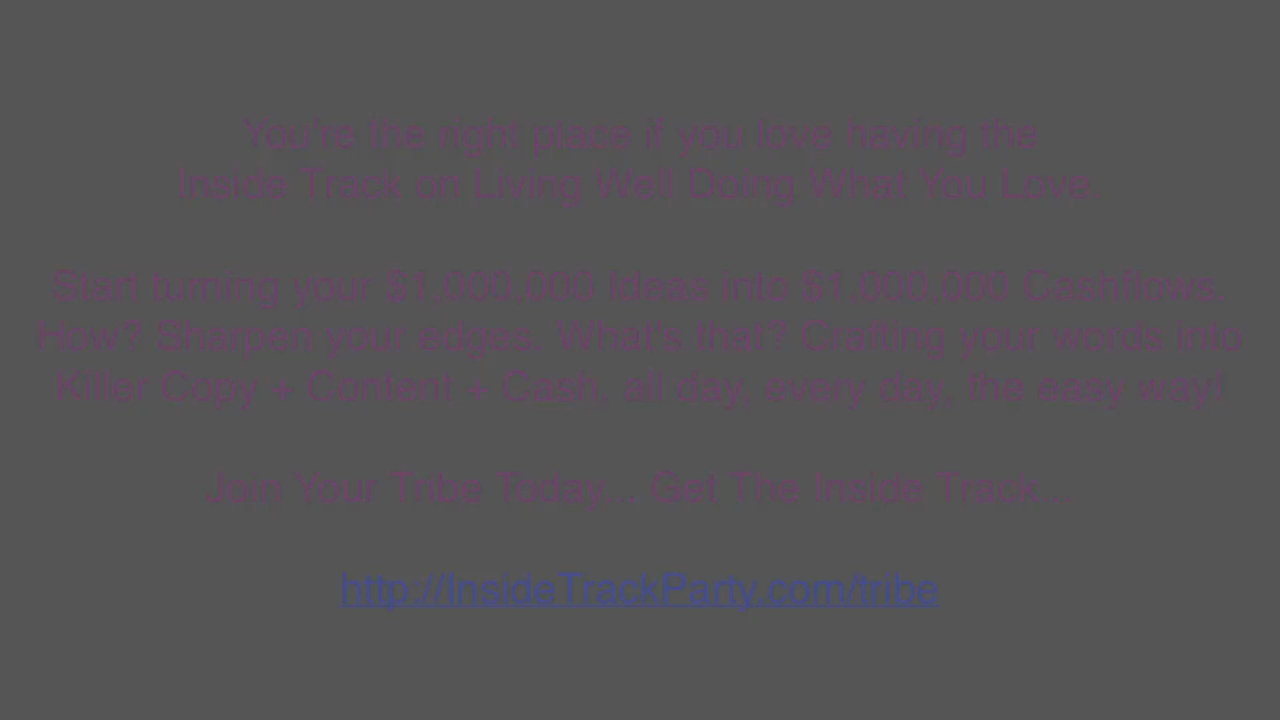 You're the right place if you love having the
Inside Track on Living Well Doing What You Love.
Start turning your $1,000,000 Ideas into $1,000,000 Cashflows.
How? Sharpen your edges. What's that? Crafting your words into
Killer Copy + Content + Cash, all day, every day, the easy way!
Join Your Tribe Today... Get The Inside Track...
http://InsideTrackParty.com/tribe